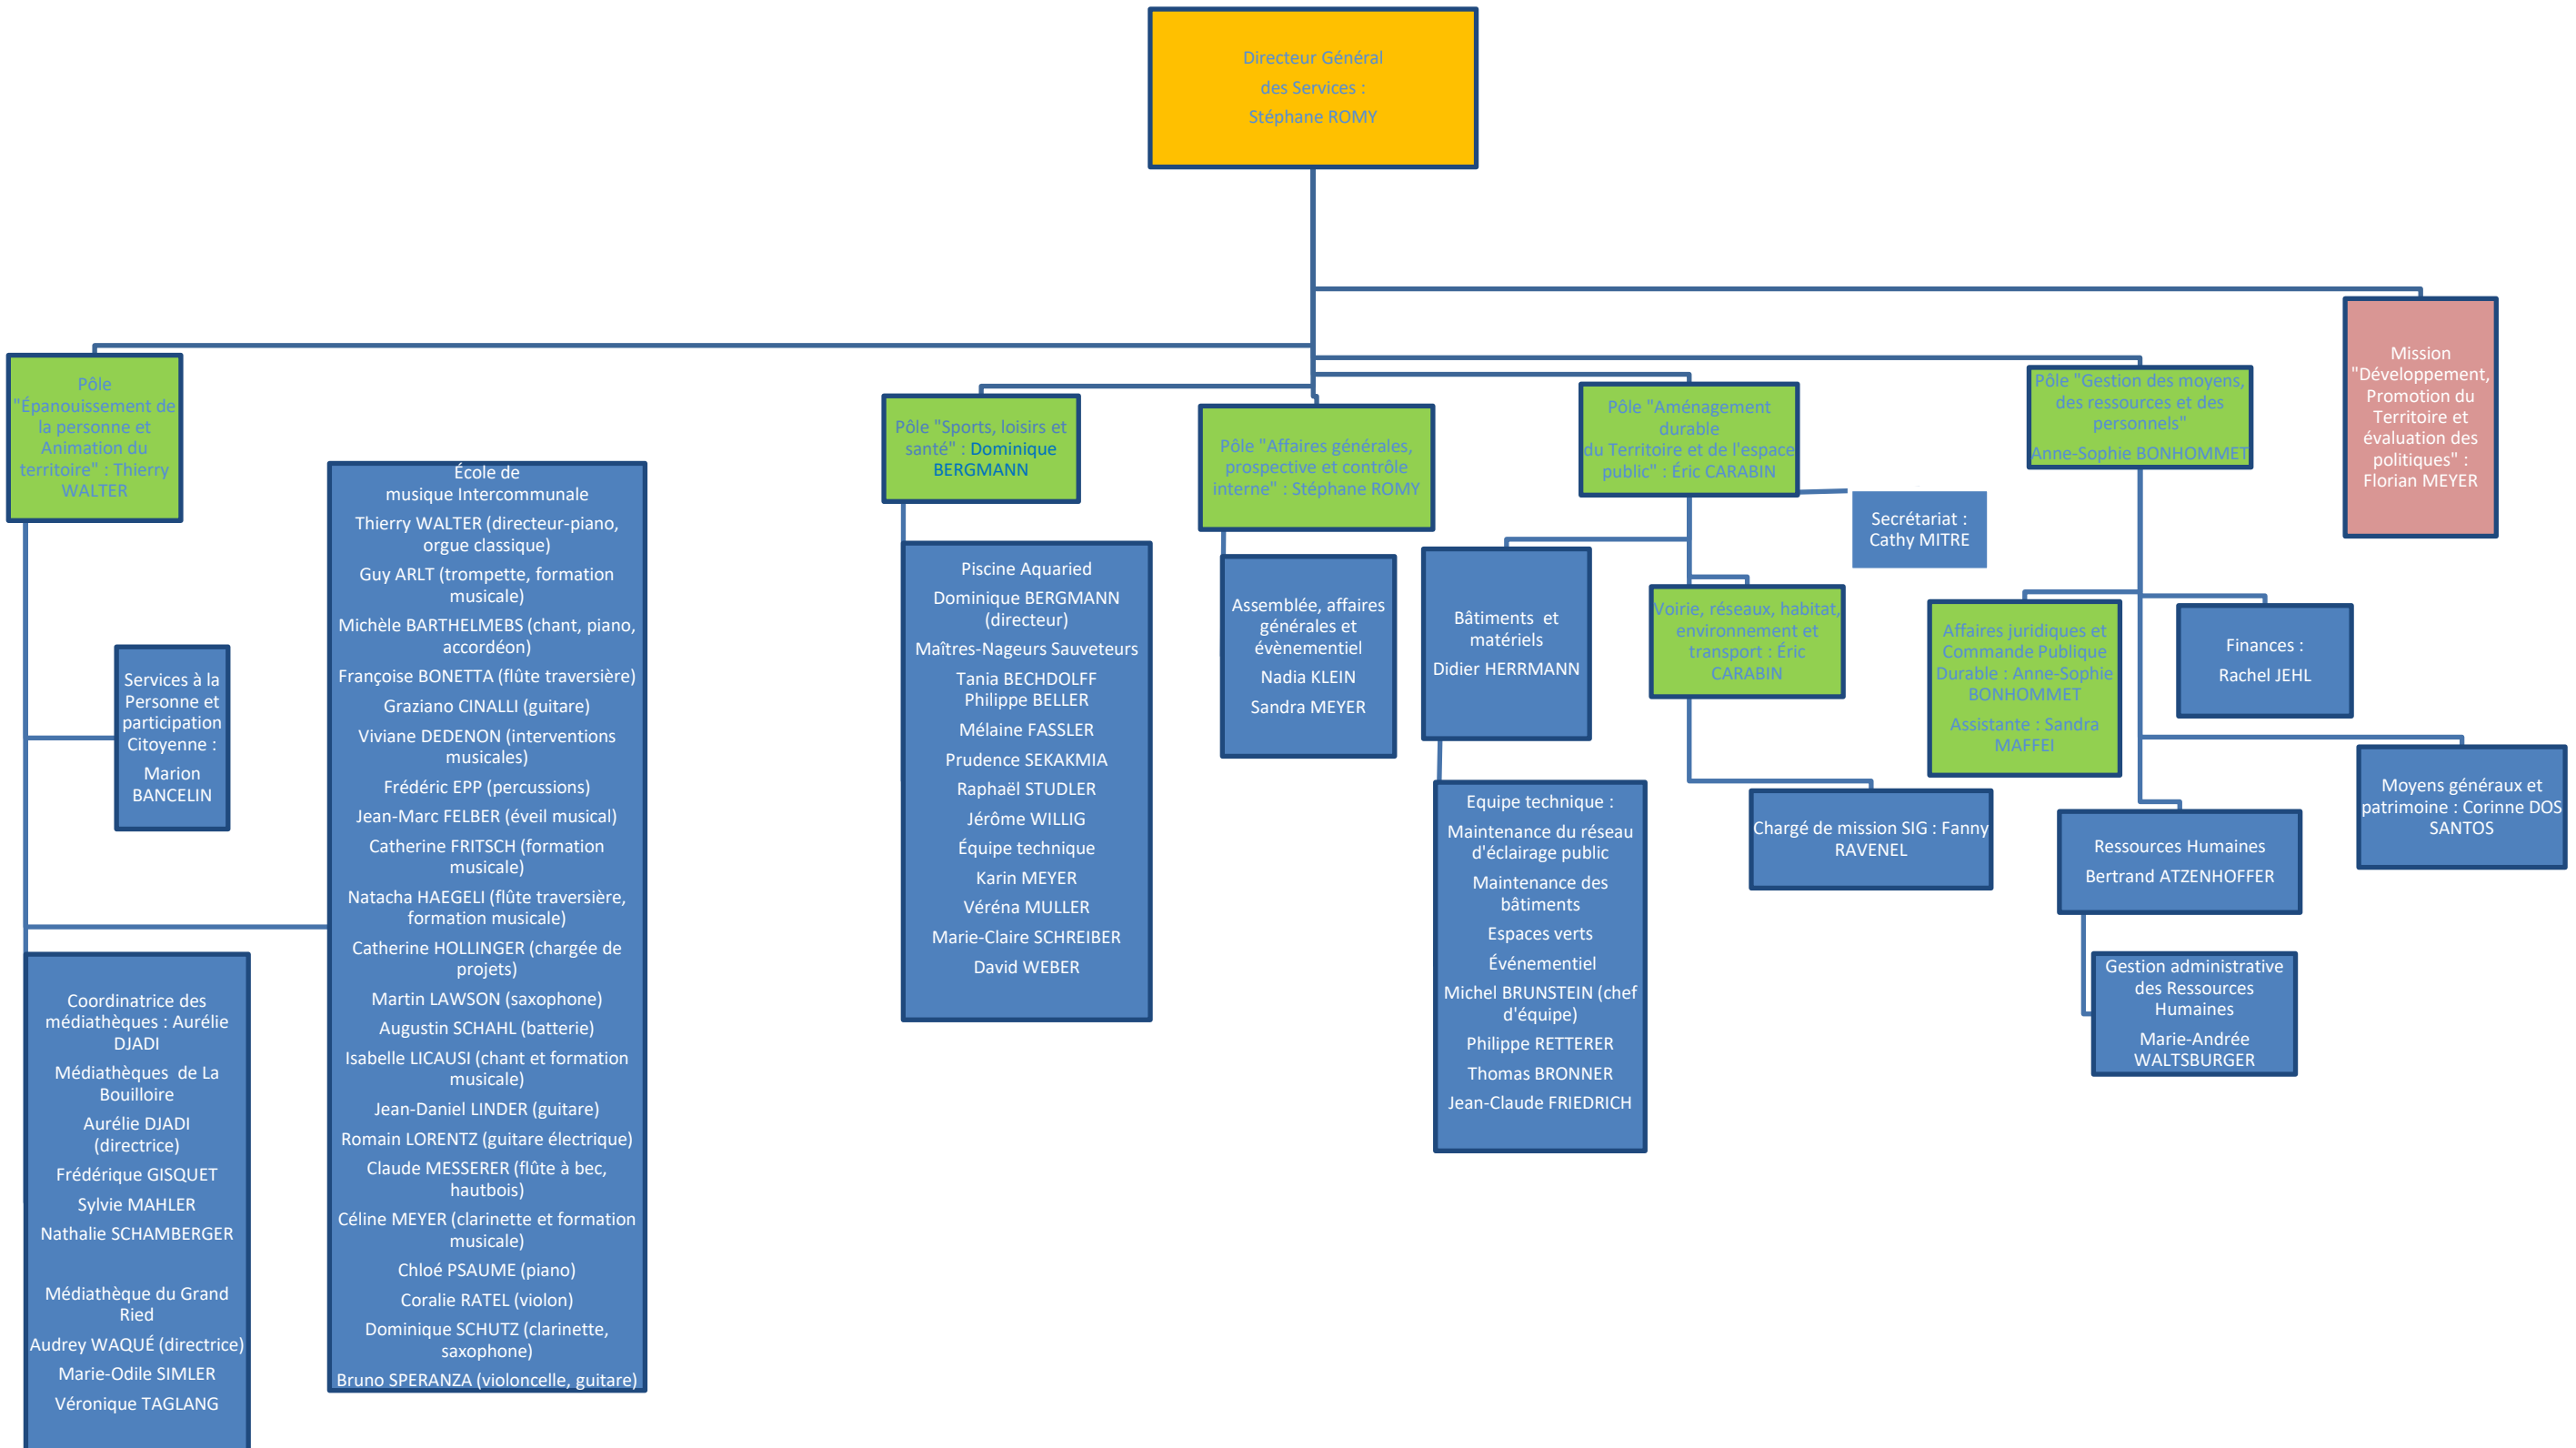 Directeur Général
des Services :
Stéphane ROMY
Pôle
"Épanouissement de
la personne et
Animation du
territoire" : Thierry
WALTER
Services à la
Personne et
participation
Citoyenne :
Marion
BANCELIN
Coordinatrice des
médiathèques : Aurélie
DJADI
Médiathèques  de La
Bouilloire
Aurélie DJADI
(directrice)
Frédérique GISQUET
Sylvie MAHLER
Nathalie SCHAMBERGER
Médiathèque du Grand
Ried
Audrey WAQUÉ (directrice)
Marie-Odile SIMLER
Véronique TAGLANG
École de
musique Intercommunale
Thierry WALTER (directeur-piano,
orgue classique)
Guy ARLT (trompette, formation
musicale)
Michèle BARTHELMEBS (chant, piano,
accordéon)
Françoise BONETTA (flûte traversière)
Graziano CINALLI (guitare)
Viviane DEDENON (interventions
musicales)
Frédéric EPP (percussions)
Jean-Marc FELBER (éveil musical)
Catherine FRITSCH (formation
musicale)
Natacha HAEGELI (flûte traversière,
formation musicale)
Catherine HOLLINGER (chargée de
projets)
Martin LAWSON (saxophone)
Augustin SCHAHL (batterie)
Isabelle LICAUSI (chant et formation
musicale)
Jean-Daniel LINDER (guitare)
Romain LORENTZ (guitare électrique)
Claude MESSERER (flûte à bec,
hautbois)
Céline MEYER (clarinette et formation
musicale)
Chloé PSAUME (piano)
Coralie RATEL (violon)
Dominique SCHUTZ (clarinette,
saxophone)
Bruno SPERANZA (violoncelle, guitare)
Pôle "Sports, loisirs et
santé" : Dominique
BERGMANN
Piscine Aquaried
Dominique BERGMANN
(directeur)
Maîtres-Nageurs Sauveteurs
Tania BECHDOLFF
Philippe BELLER
Mélaine FASSLER
Prudence SEKAKMIA
Raphaël STUDLER
Jérôme WILLIG
Équipe technique
Karin MEYER
Véréna MULLER
Marie-Claire SCHREIBER
David WEBER
Pôle "Affaires générales,
prospective et contrôle
interne" : Stéphane ROMY
Assemblée, affaires
générales et
évènementiel
Nadia KLEIN
Sandra MEYER
Pôle "Aménagement
durable
du Territoire et de l'espace
public" : Éric CARABIN
Secrétariat :
Cathy MITRE
Bâtiments  et
matériels
Didier HERRMANN
Equipe technique :
Maintenance du réseau
d'éclairage public
Maintenance des
bâtiments
Espaces verts
Événementiel
Michel BRUNSTEIN (chef
d'équipe)
Philippe RETTERER
Thomas BRONNER
Jean-Claude FRIEDRICH
Voirie, réseaux, habitat,
environnement et
transport : Éric
CARABIN
Chargé de mission SIG : Fanny
RAVENEL
Pôle "Gestion des moyens,
des ressources et des
personnels"
Anne-Sophie BONHOMMET
Affaires juridiques et
Commande Publique
Durable : Anne-Sophie
BONHOMMET
Assistante : Sandra
MAFFEI
Finances :
Rachel JEHL
Moyens généraux et
patrimoine : Corinne DOS
SANTOS
Ressources Humaines
Bertrand ATZENHOFFER
Gestion administrative
des Ressources
Humaines
Marie-Andrée
WALTSBURGER
Mission
"Développement,
Promotion du
Territoire et
évaluation des
politiques" :
Florian MEYER